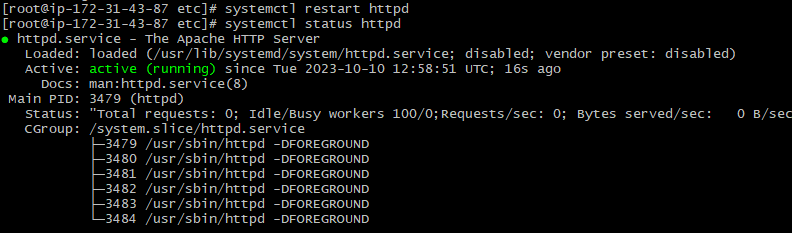 [root@ip-172-31-43-87 etc]# systemctl restart httpd
[root@ip-172-31-43-87 etc]# systemctl status httpd
● httpd.service - The Apache HTTP Server
   Loaded: loaded (/usr/lib/systemd/system/httpd.service; disabled; vendor preset: disabled)
   Active: active (running) since Tue 2023-10-10 12:58:51 UTC; 16s ago
     Docs: man:httpd.service(8)
 Main PID: 3479 (httpd)
   Status: "Total requests: 0; Idle/Busy workers 100/0;Requests/sec: 0; Bytes served/sec:   0 B/sec
   CGroup: /system.slice/httpd.service
           ├─3479 /usr/sbin/httpd -DFOREGROUND
           ├─3480 /usr/sbin/httpd -DFOREGROUND
           ├─3481 /usr/sbin/httpd -DFOREGROUND
           ├─3482 /usr/sbin/httpd -DFOREGROUND
           ├─3483 /usr/sbin/httpd -DFOREGROUND
           └─3484 /usr/sbin/httpd -DFOREGROUND